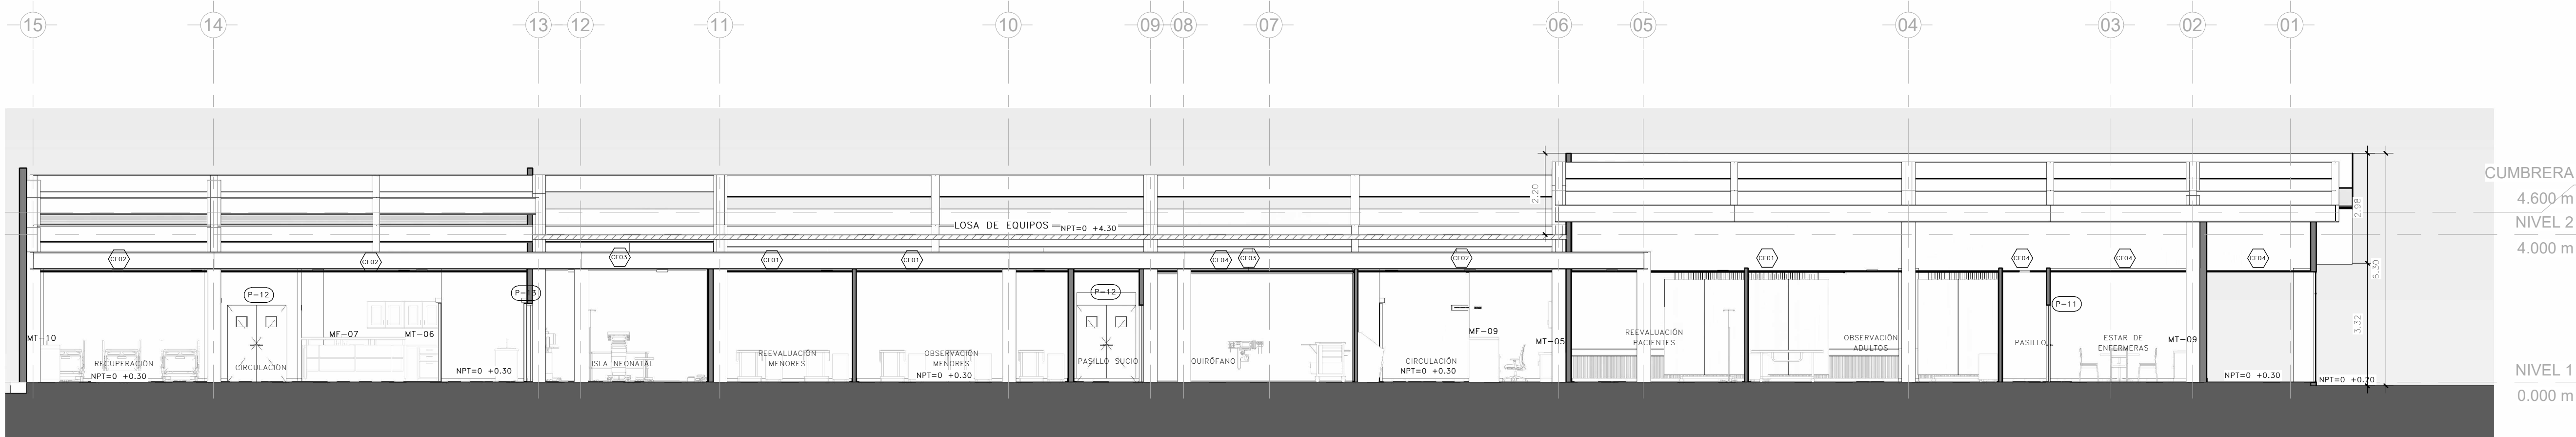 15 14 13 12 11 10 09 08 07 06 05 04 03 02 01
CUMBRERA
4.600 m
2.20
2.98
LOSA DE EQUIPOS NPT=0 +4.30
NIVEL 2
4.000 m
CF02 CF02 CF03 CF01 CF01 CF04 CF03 CF02 CF01 CF04 CF04 CF04
6.30
P-12 P-13 P-12 P-11
3.32
MT-10 MF-07 MT-06 MF-09 MT-05 MT-09
RECUPERACIÓN
NPT=0 +0.30
CIRCULACIÓN
NPT=0 +0.30
ISLA NEONATAL
REEVALUACIÓN
MENORES
OBSERVACIÓN
MENORES
NPT=0 +0.30
PASILLO SUCIO
QUIRÓFANO
CIRCULACIÓN
NPT=0 +0.30
REEVALUACIÓN
PACIENTES
OBSERVACIÓN
ADULTOS
PASILLO
ESTAR DE
ENFERMERAS
NPT=0 +0.30
NPT=0 +0.20
NIVEL 1
0.000 m